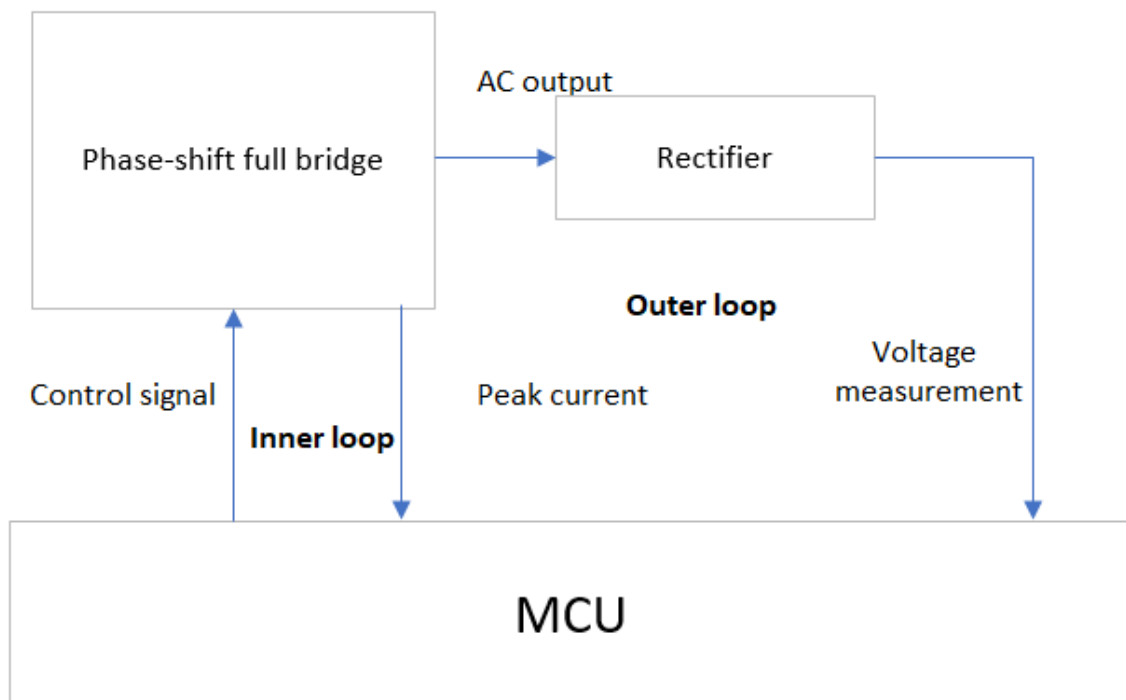 AC output
Phase-shift full bridge
Rectifier
Outer loop
Voltage
measurement
Control signal
Peak current
Inner loop
MCU